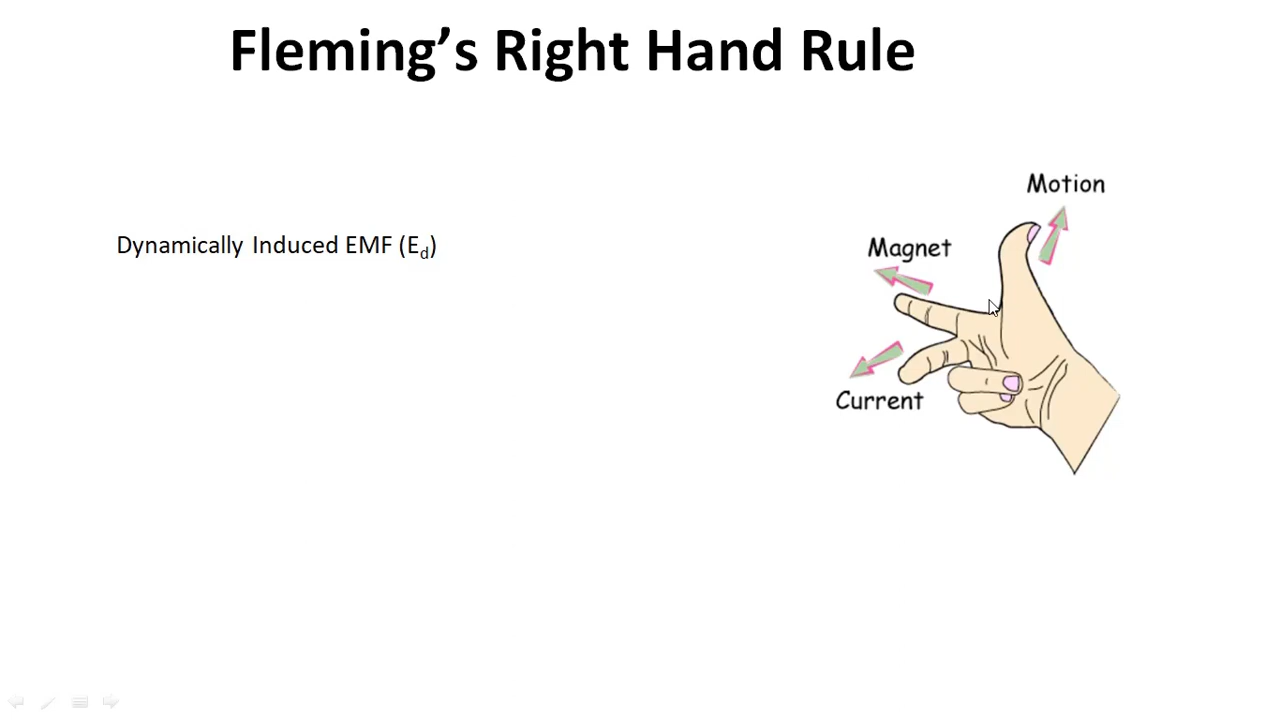 Fleming’s Right Hand Rule
Dynamically Induced EMF (Ed)
Motion
Magnet
Current